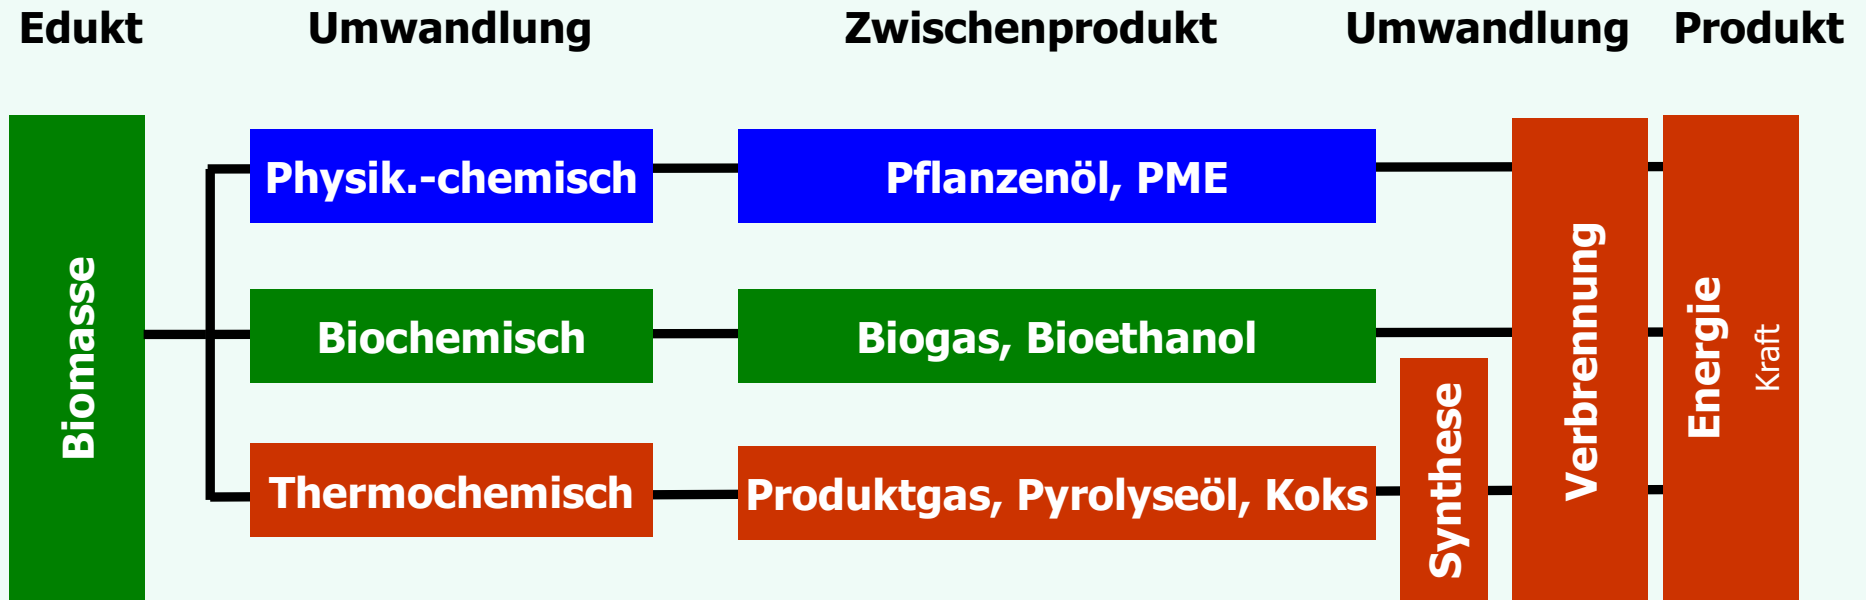 Edukt Umwandlung Zwischenprodukt Umwandlung Produkt
Biomasse
Physik.-chemisch
Pflanzenöl, PME
Biochemisch
Biogas, Bioethanol
Thermochemisch
Produktgas, Pyrolyseöl, Koks
Synthese
Verbrennung
Energie
Kraft